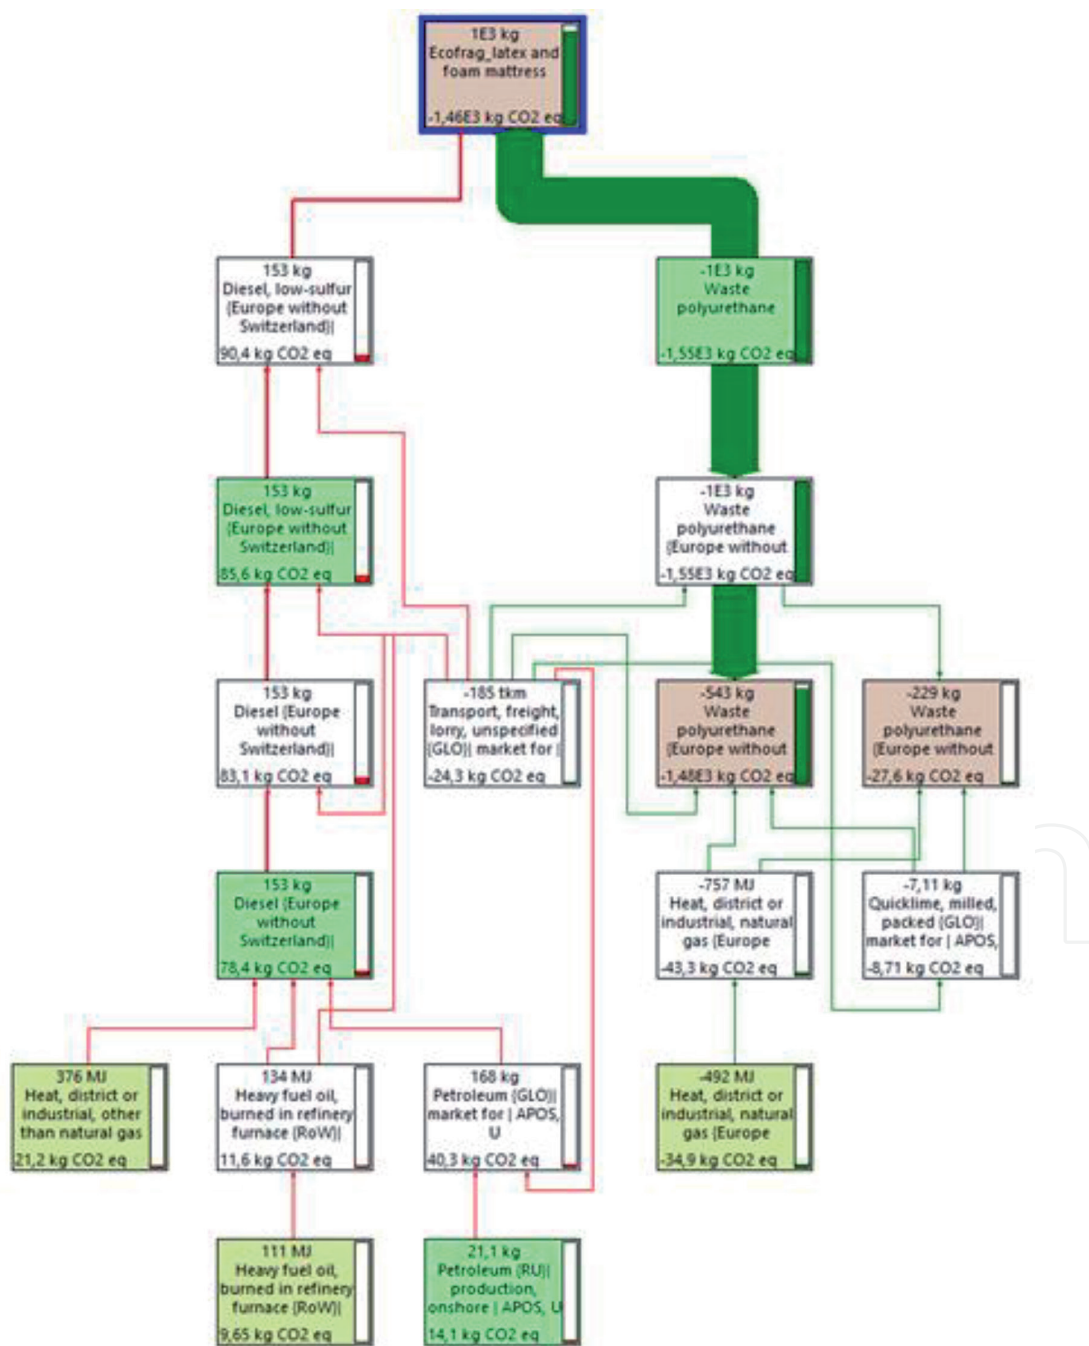 1E3 kg
Ecofrag_latex and
foam mattress
-1,46E3 kg CO2 eq
153 kg
Diesel, low-sulfur
{Europe without
Switzerland}|
90,4 kg CO2 eq
-1E3 kg
Waste
polyurethane
-1,55E3 kg CO2 eq
153 kg
Diesel, low-sulfur
{Europe without
Switzerland}|
85,6 kg CO2 eq
-1E3 kg
Waste
polyurethane
{Europe without
-1,55E3 kg CO2 eq
153 kg
Diesel {Europe
without
Switzerland}|
83,1 kg CO2 eq
-185 tkm
Transport, freight,
lorry, unspecified
{GLO}| market for |
-24,3 kg CO2 eq
-543 kg
Waste
polyurethane
{Europe without
-1,48E3 kg CO2 eq
-229 kg
Waste
polyurethane
{Europe without
-27,6 kg CO2 eq
153 kg
Diesel {Europe
without
Switzerland}|
78,4 kg CO2 eq
-757 MJ
Heat, district or
industrial, natural
gas {Europe
-43,3 kg CO2 eq
-7,11 kg
Quicklime, milled,
packed {GLO}|
market for | APOS,
-8,71 kg CO2 eq
376 MJ
Heat, district or
industrial, other
than natural gas
21,2 kg CO2 eq
134 MJ
Heavy fuel oil,
burned in refinery
furnace {RoW}|
11,6 kg CO2 eq
168 kg
Petroleum {GLO}|
market for | APOS,
U
40,3 kg CO2 eq
-492 MJ
Heat, district or
industrial, natural
gas {Europe
-34,9 kg CO2 eq
111 MJ
Heavy fuel oil,
burned in refinery
furnace {RoW}|
9,65 kg CO2 eq
21,1 kg
Petroleum {RU}|
production,
onshore | APOS, U
14,1 kg CO2 eq